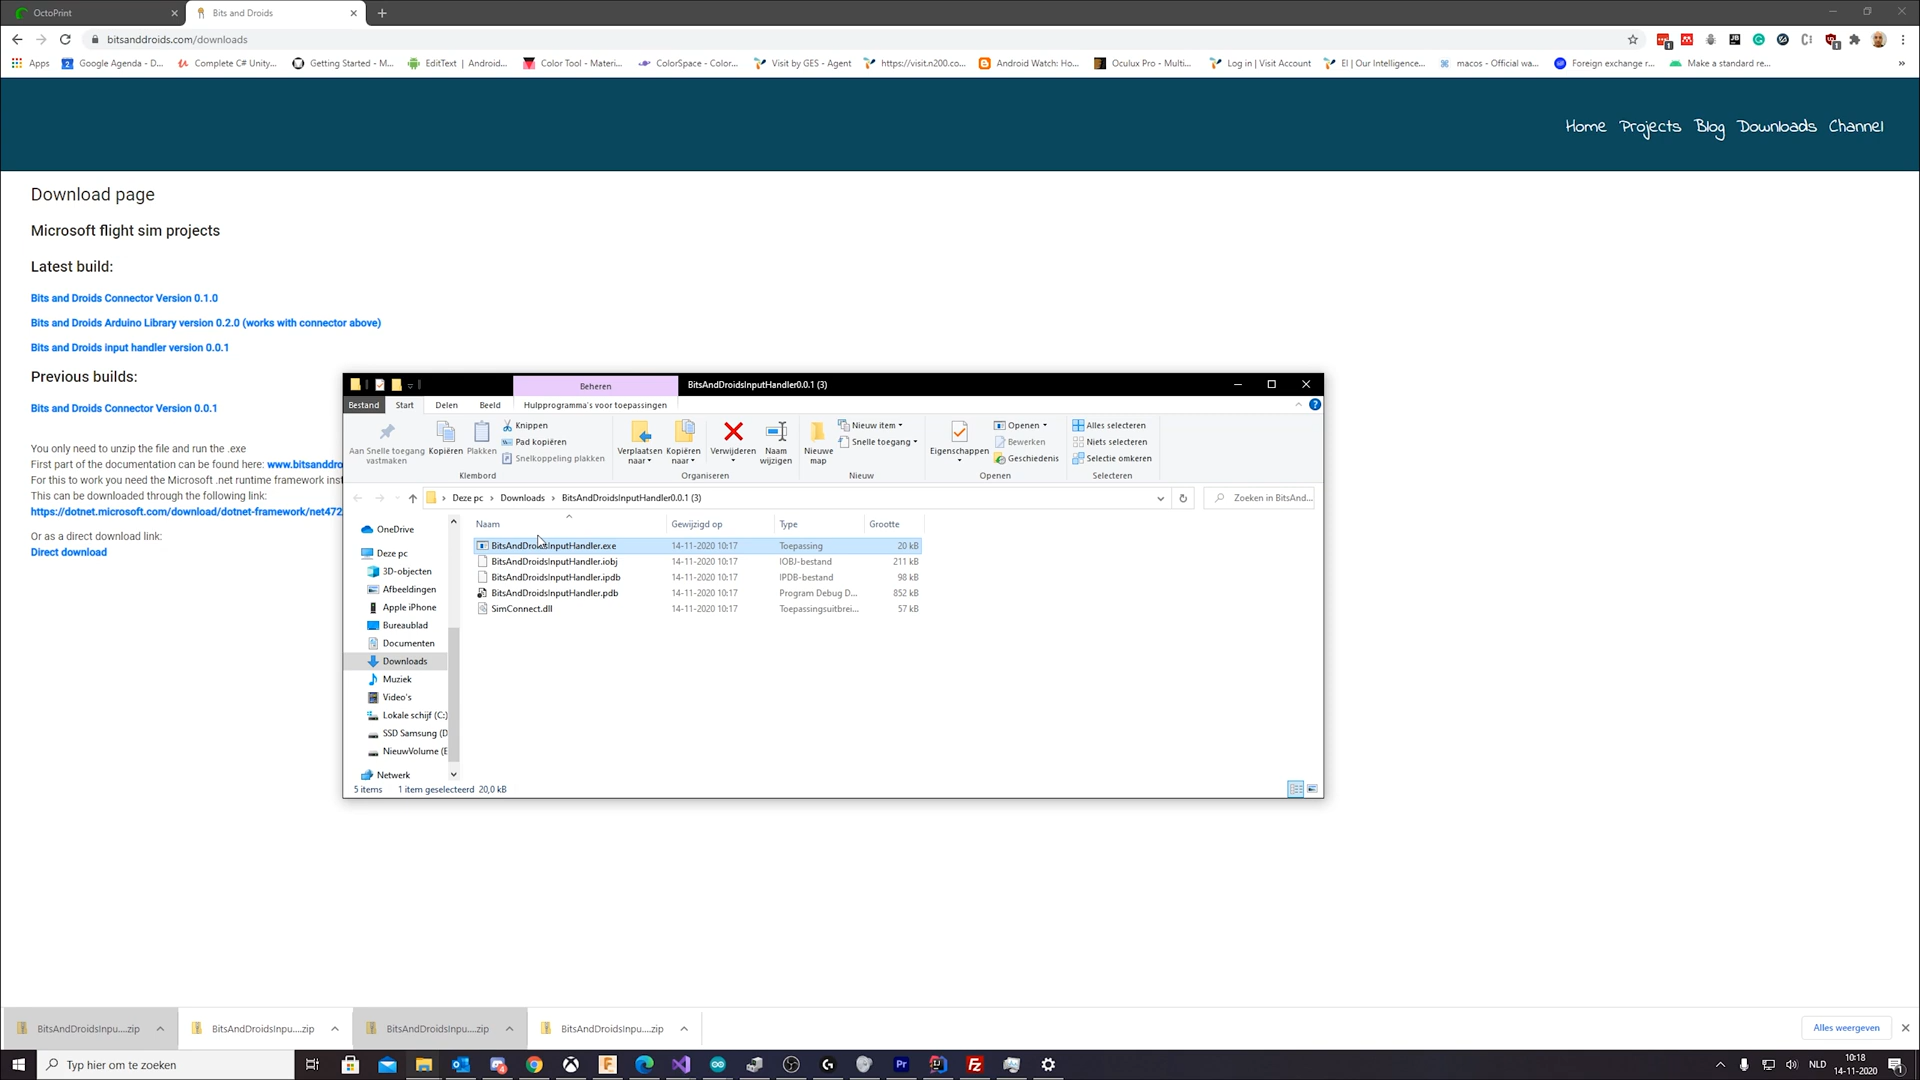 OctoPrint
Bits and Droids
bitsanddroids.com/downloads
Apps
Google Agenda - D...
Complete C# Unity...
Getting Started - M...
EditText | Android...
Color Tool - Materi...
ColorSpace - Color...
Visit by GES - Agent
https://visit.n200.co...
Android Watch: Ho...
Oculux Pro - Multi...
Log in | Visit Account
EI | Our Intelligence...
macos - Official wa...
Foreign exchange r...
Make a standard re...
»
Home Projects Blog Downloads Channel
Download page
Microsoft flight sim projects
Latest build:
Bits and Droids Connector Version 0.1.0
Bits and Droids Arduino Library version 0.2.0 (works with connector above)
Bits and Droids input handler version 0.0.1
Previous builds:
Bits and Droids Connector Version 0.0.1
You only need to unzip the file and run the .exe
First part of the documentation can be found here: www.bitsanddro
For this to work you need the Microsoft .net runtime framework inst
This can be downloaded through the following link:
https://dotnet.microsoft.com/download/dotnet-framework/net472
Or as a direct download link:
Direct download
Beheren
BitsAndDroidsInputHandler0.0.1 (3)
Bestand
Start
Delen
Beeld
Hulpprogramma's voor toepassingen
Aan Snelle toegang
vastmaken
Kopiëren
Plakken
Knippen
Pad kopiëren
Snelkoppeling plakken
Klembord
Verplaatsen
naar
Kopiëren
naar
Verwijderen
Naam
wijzigen
Organiseren
Nieuwe
map
Nieuw item
Snelle toegang
Nieuw
Eigenschappen
Openen
Bewerken
Geschiedenis
Openen
Alles selecteren
Niets selecteren
Selectie omkeren
Selecteren
Deze pc
Downloads
BitsAndDroidsInputHandler0.0.1 (3)
Zoeken in BitsAnd...
OneDrive
Deze pc
3D-objecten
Afbeeldingen
Apple iPhone
Bureaublad
Documenten
Downloads
Muziek
Video's
Lokale schijf (C:)
SSD Samsung (D
NieuwVolume (E
Netwerk
Naam Gewijzigd op Type Grootte
BitsAndDroidsInputHandler.exe 14-11-2020 10:17 Toepassing 20 kB
BitsAndDroidsInputHandler.iobj 14-11-2020 10:17 IOBJ-bestand 211 kB
BitsAndDroidsInputHandler.ipdb 14-11-2020 10:17 IPDB-bestand 98 kB
BitsAndDroidsInputHandler.pdb 14-11-2020 10:17 Program Debug D... 852 kB
SimConnect.dll 14-11-2020 10:17 Toepassingsuitbrei... 57 kB
5 items 1 item geselecteerd 20,0 kB
BitsAndDroidsInpu....zip
BitsAndDroidsInpu....zip
BitsAndDroidsInpu....zip
BitsAndDroidsInpu....zip
Alles weergeven
Typ hier om te zoeken
NLD
10:18
14-11-2020